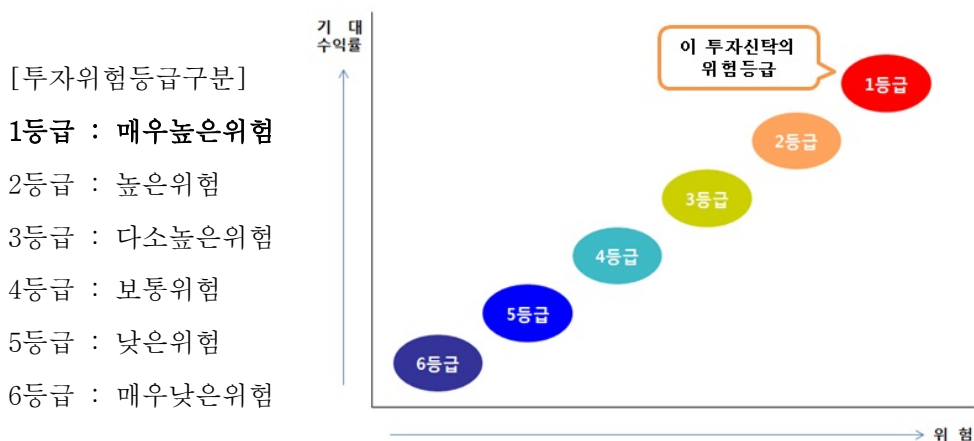 [투자위험등급구분]
1등급 : 매우높은위험
2등급 : 높은위험
3등급 : 다소높은위험
4등급 : 보통위험
5등급 : 낮은위험
6등급 : 매우낮은위험
기 대
수익률
이 투자신탁의
위험등급
1등급
2등급
3등급
4등급
5등급
6등급
위 험